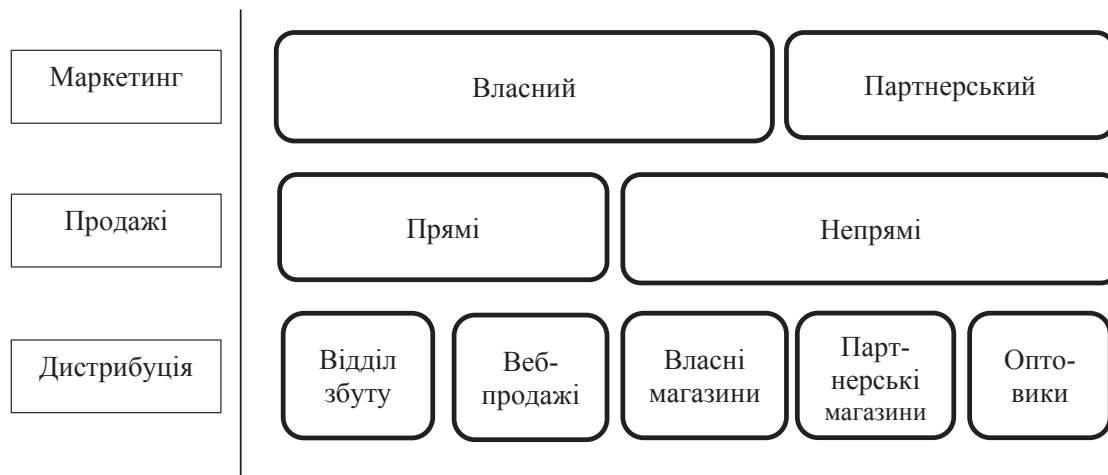 Маркетинг
Власний
Партнерський
Продажі
Прямі
Непрямі
Дистрибуція
Відділ
збуту
Веб-
продажі
Власні
магазини
Парт-
нерські
магазини
Опто-
вики